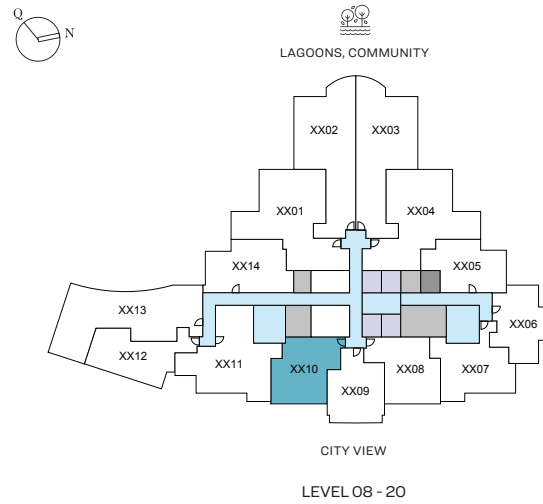 Q
N
LAGOONS, COMMUNITY
XX02
XX03
XX01
XX04
XX14
XX05
XX13
XX06
XX12
XX11
XX10
XX08
XX07
XX09
CITY VIEW
LEVEL 08 - 20